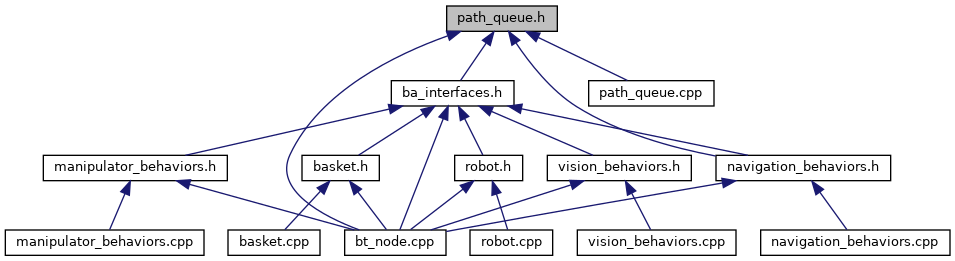 path_queue.h
ba_interfaces.h
path_queue.cpp
manipulator_behaviors.h
basket.h
robot.h
vision_behaviors.h
navigation_behaviors.h
manipulator_behaviors.cpp
basket.cpp
bt_node.cpp
robot.cpp
vision_behaviors.cpp
navigation_behaviors.cpp